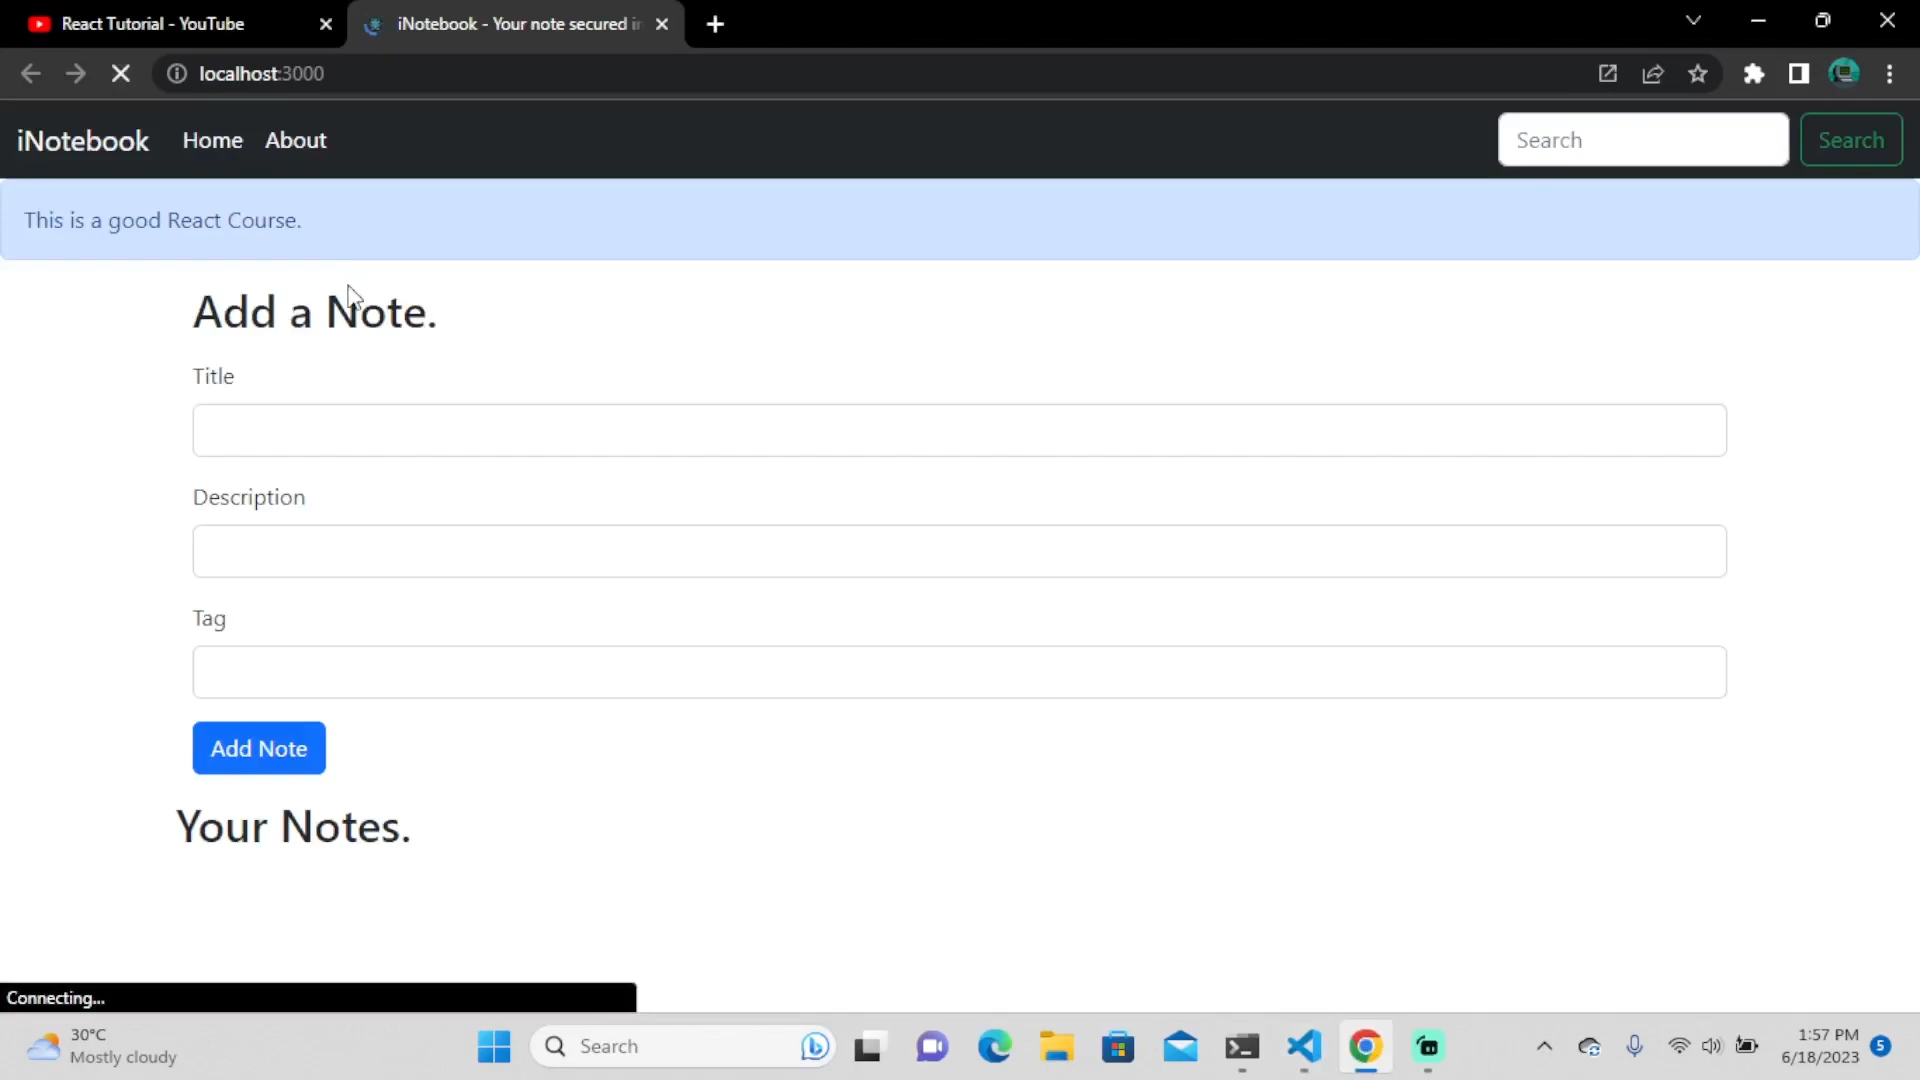 React Tutorial - YouTube
iNotebook - Your note secured in
localhost:3000
iNotebook Home About
Search Search
This is a good React Course.
Add a Note.
Title
Description
Tag
Add Note
Your Notes.
Connecting...
30°C
Mostly cloudy
Search
1:57 PM
6/18/2023
5